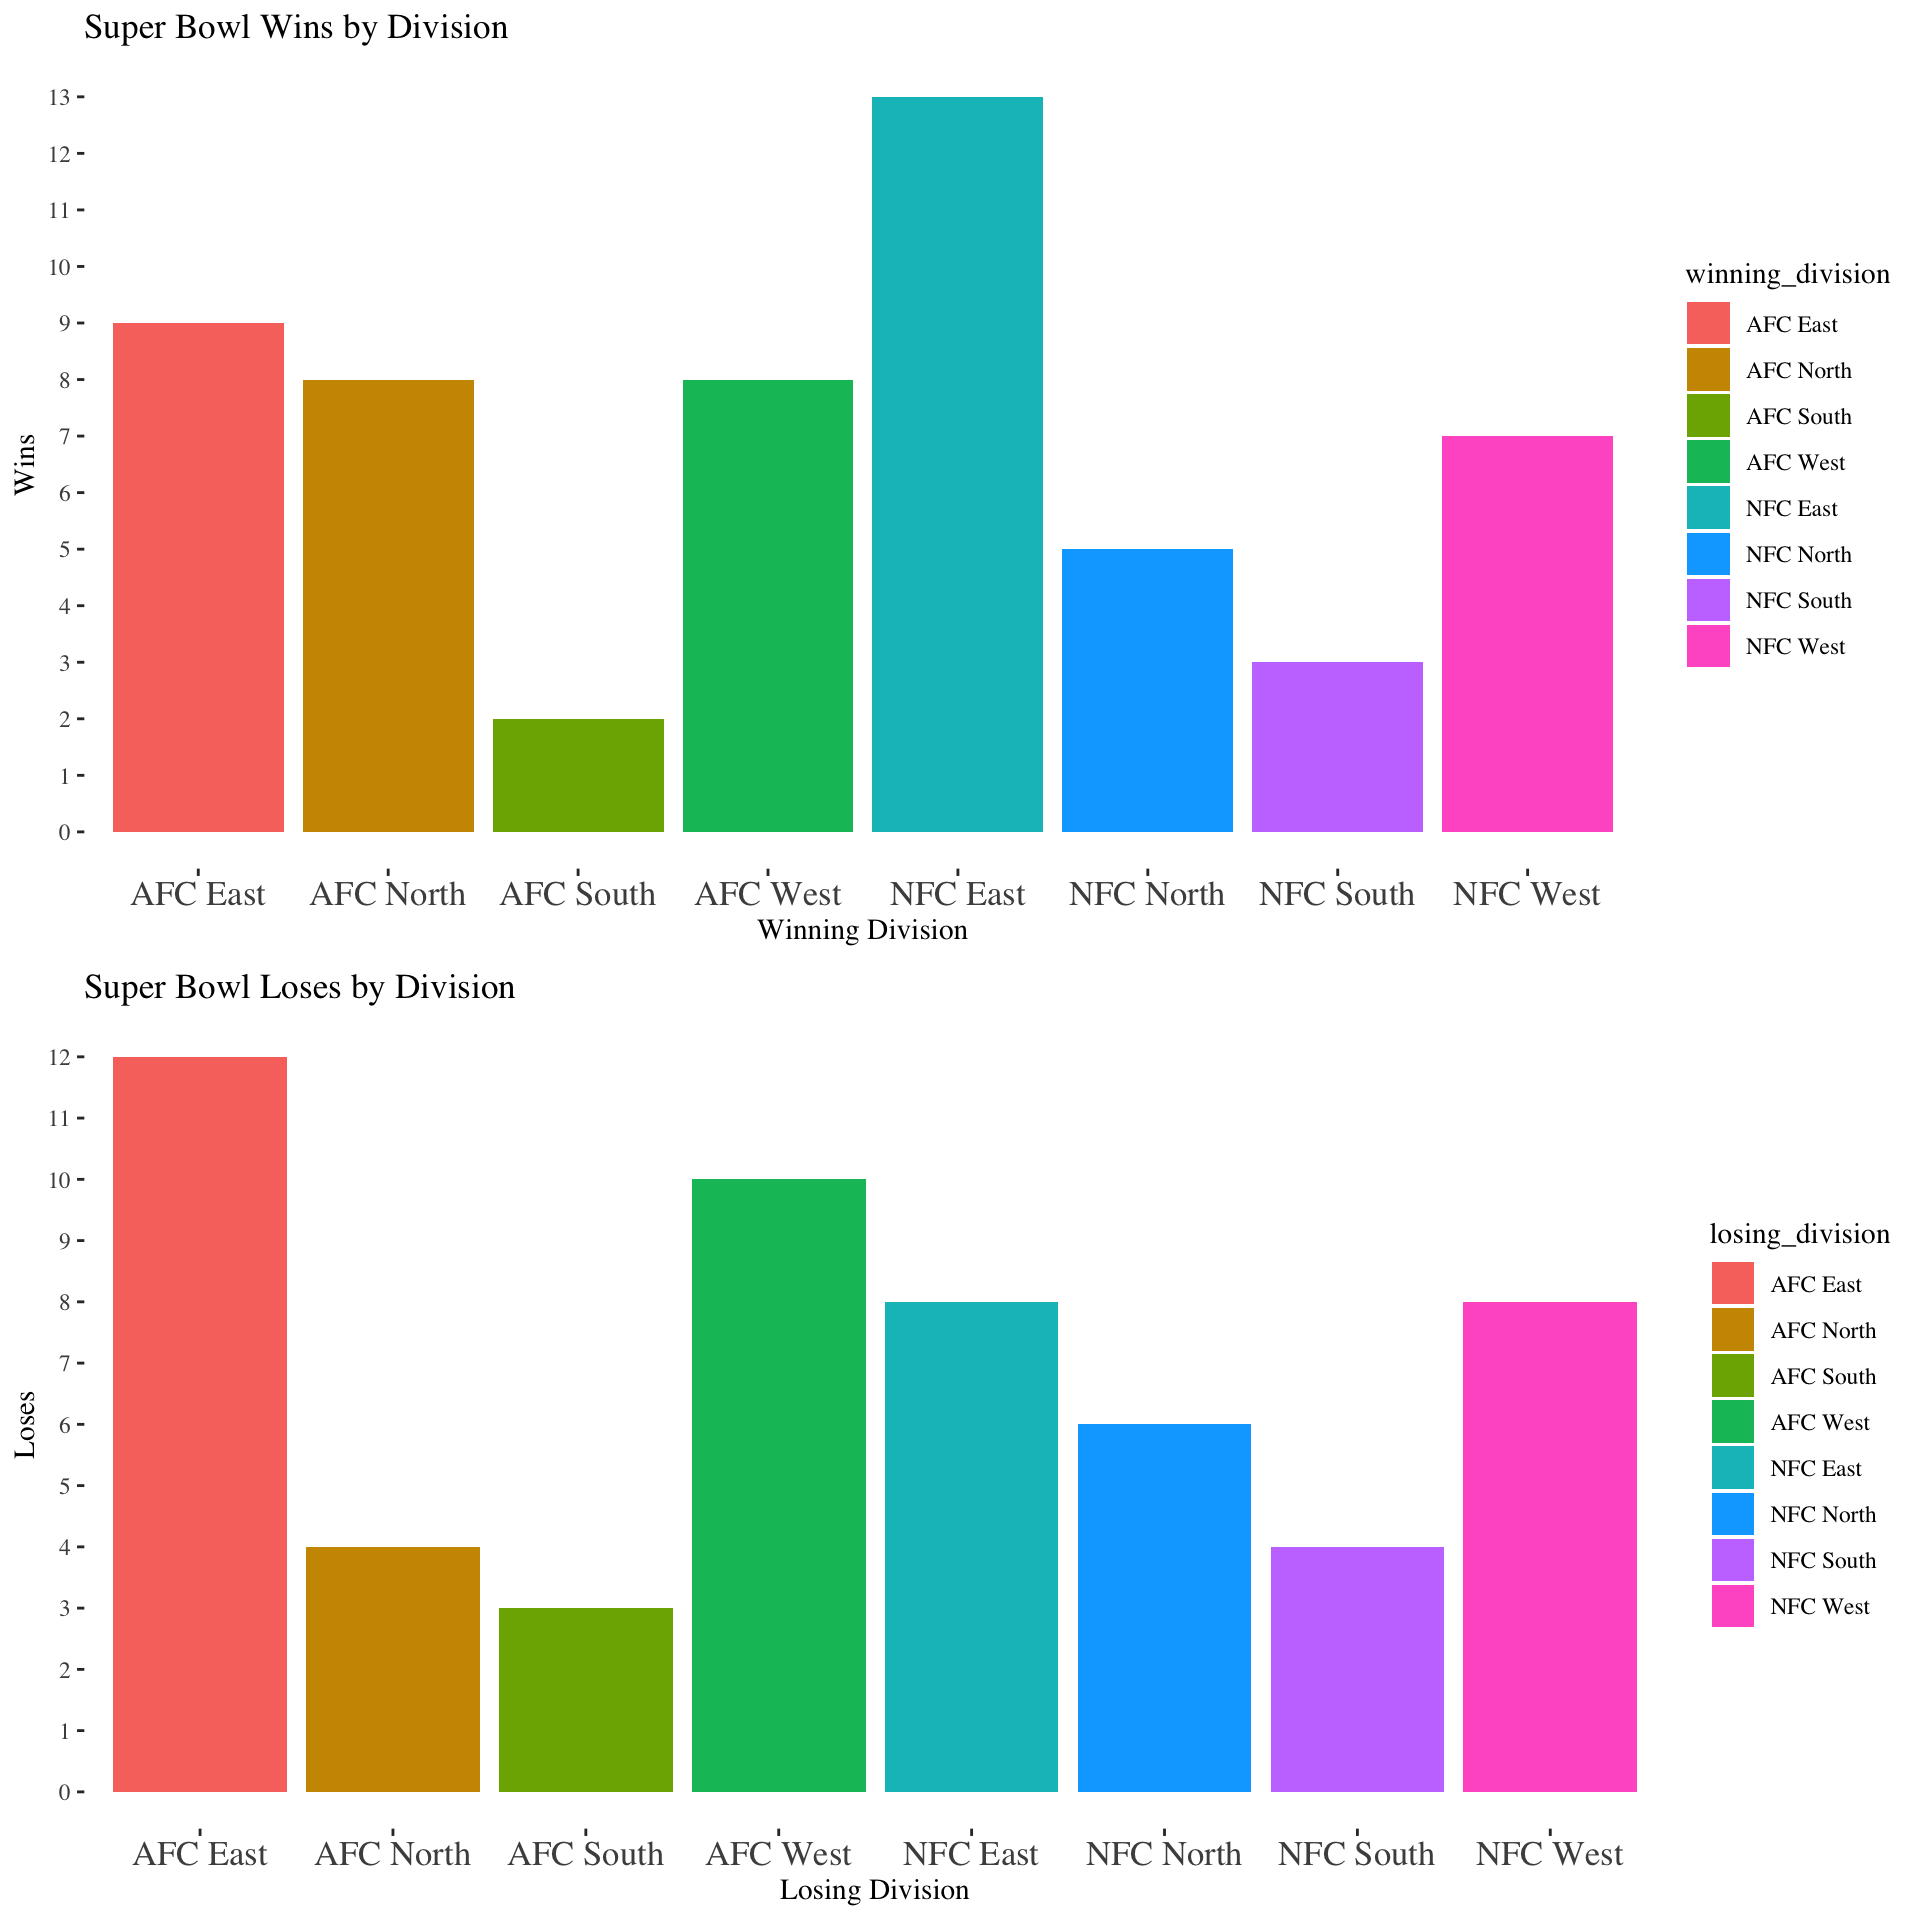 Super Bowl Wins by Division
13
12
11
10
9
8
7
6
5
4
3
2
1
0
Wins
AFC East
AFC North
AFC South
AFC West
NFC East
NFC North
NFC South
NFC West
Winning Division
winning_division
AFC East
AFC North
AFC South
AFC West
NFC East
NFC North
NFC South
NFC West
Super Bowl Loses by Division
12
11
10
9
8
7
6
5
4
3
2
1
0
Loses
AFC East
AFC North
AFC South
AFC West
NFC East
NFC North
NFC South
NFC West
Losing Division
losing_division
AFC East
AFC North
AFC South
AFC West
NFC East
NFC North
NFC South
NFC West